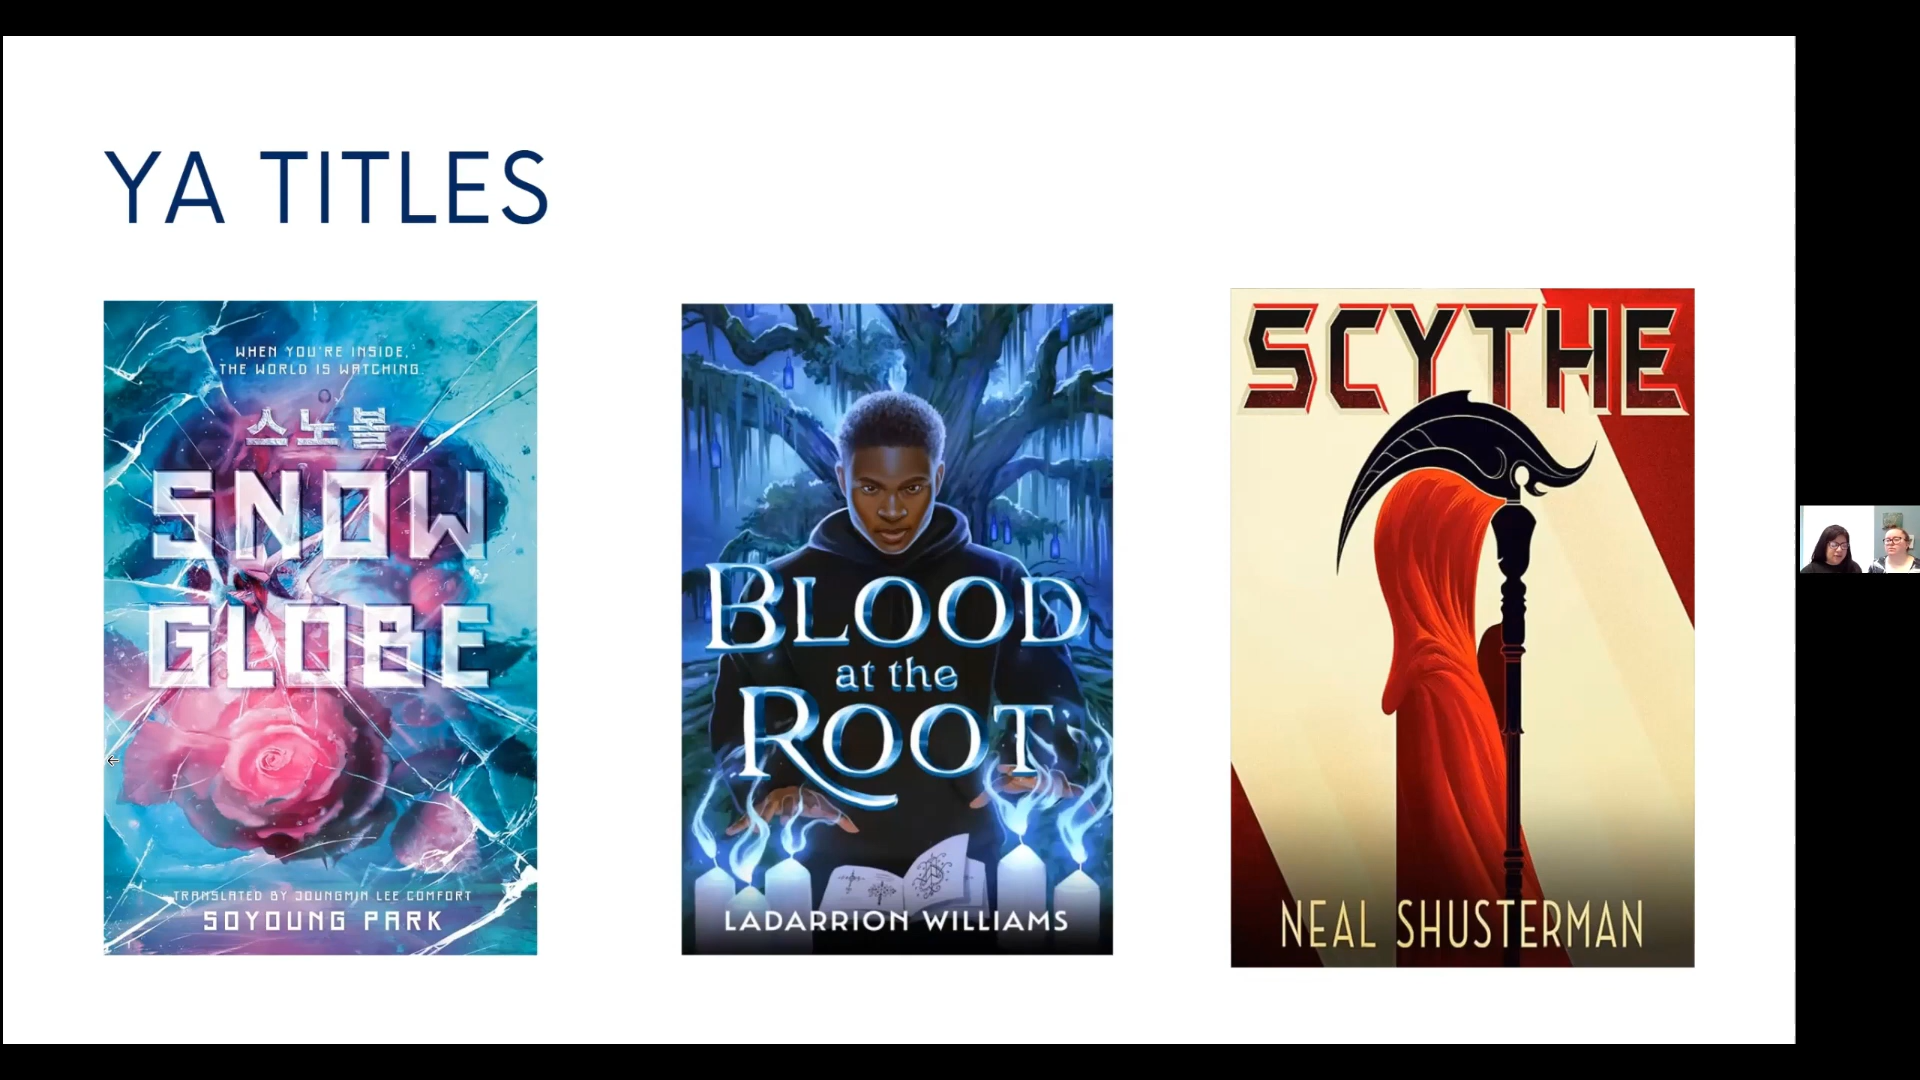 YA TITLES
WHEN YOU'RE INSIDE,
THE WORLD IS WATCHING
스노볼
SNOW
GLOBE
TRANSLATED BY JOUNGMIN LEE COMFORT
SOYOUNG PARK
BLOOD
at the
ROOT
LADARRION WILLIAMS
SCYTHE
NEAL SHUSTERMAN